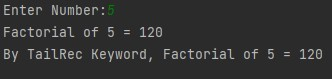 Enter Number:5
Factorial of 5 = 120
By TailRec Keyword, Factorial of 5 = 120